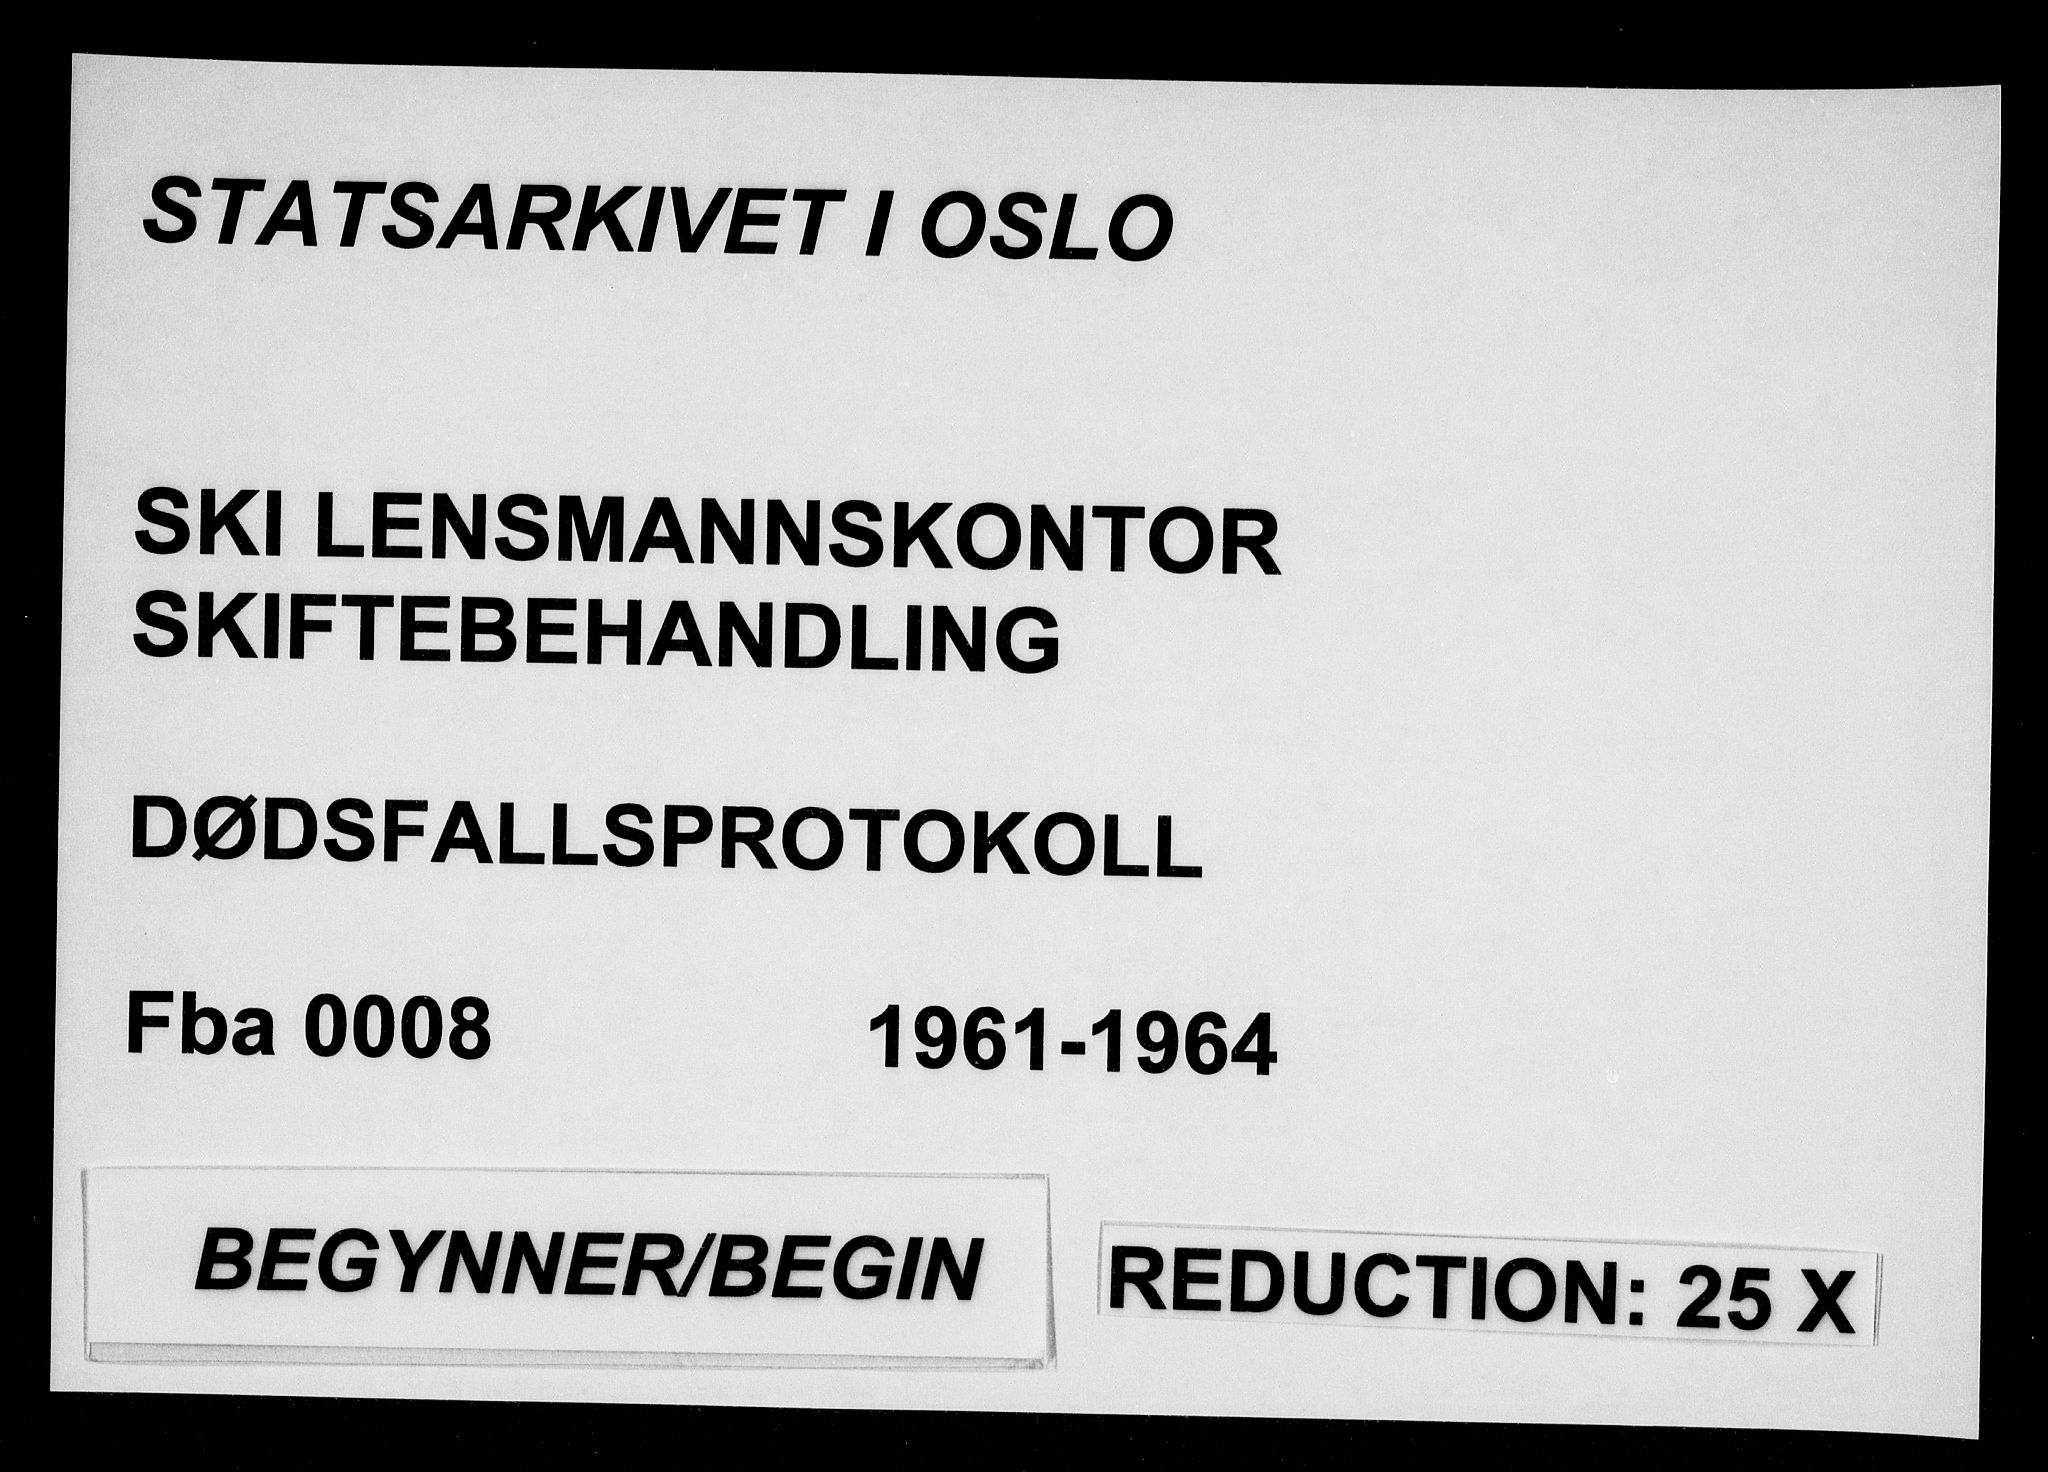 STATSARKIVET I OSLO
SKI LENSMANNSKONTOR
SKIFTEBEHANDLING
DØDSFALLSPROTOKOLL
Fba 0008 1961-1964
BEGYNNER/BEGIN
REDUCTION: 25 X